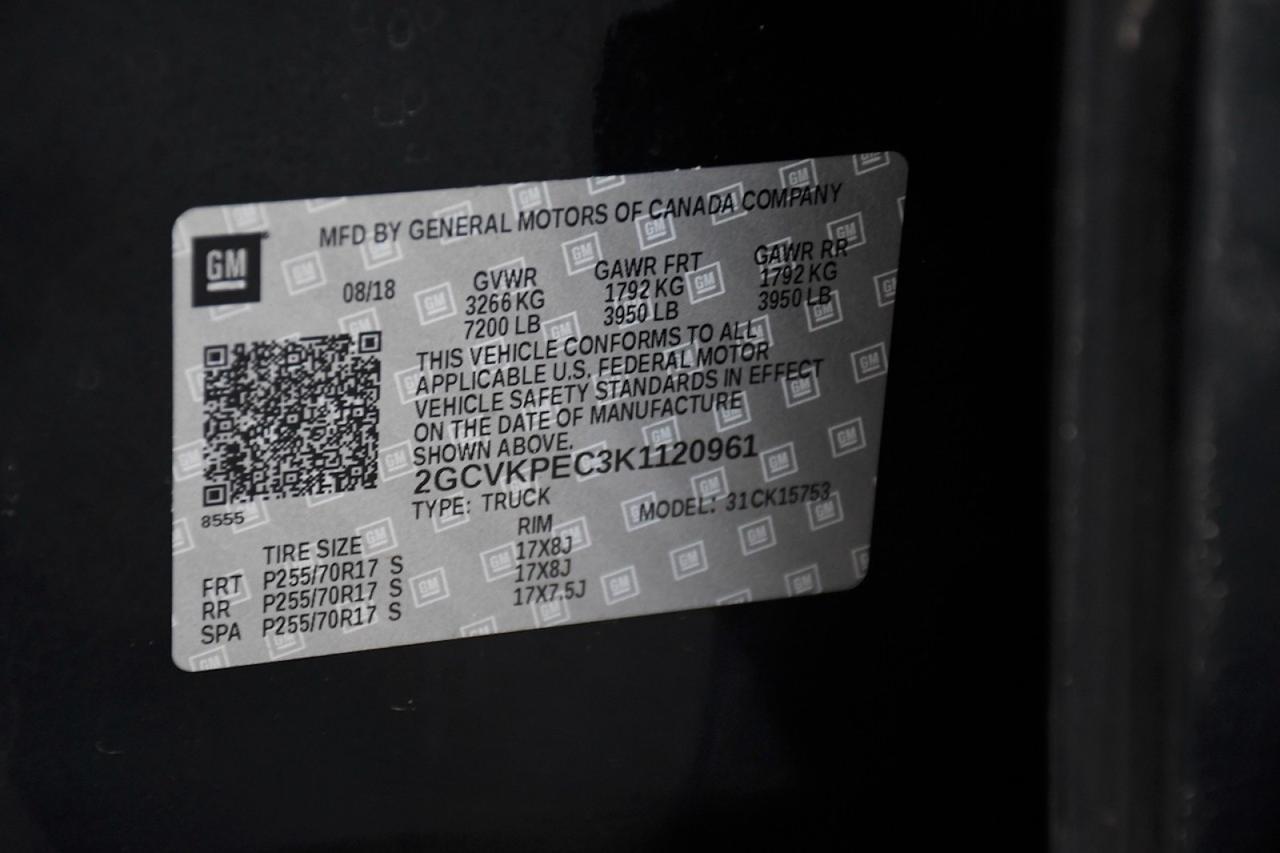 MFD BY GENERAL MOTORS OF CANADA COMPANY
GM
08/18
GVWR GAWR FRT GAWR RR
3266 KG 1792 KG 1792 KG
7200 LB 3950 LB 3950 LB
THIS VEHICLE CONFORMS TO ALL
APPLICABLE U.S. FEDERAL MOTOR
VEHICLE SAFETY STANDARDS IN EFFECT
ON THE DATE OF MANUFACTURE
SHOWN ABOVE.
2GCVKPEC3K1120961
TYPE: TRUCK MODEL: 31CK15753
8555
TIRE SIZE RIM
FRT P255/70R17 S 17X8J
RR P255/70R17 S 17X8J
SPA P255/70R17 S 17X7.5J